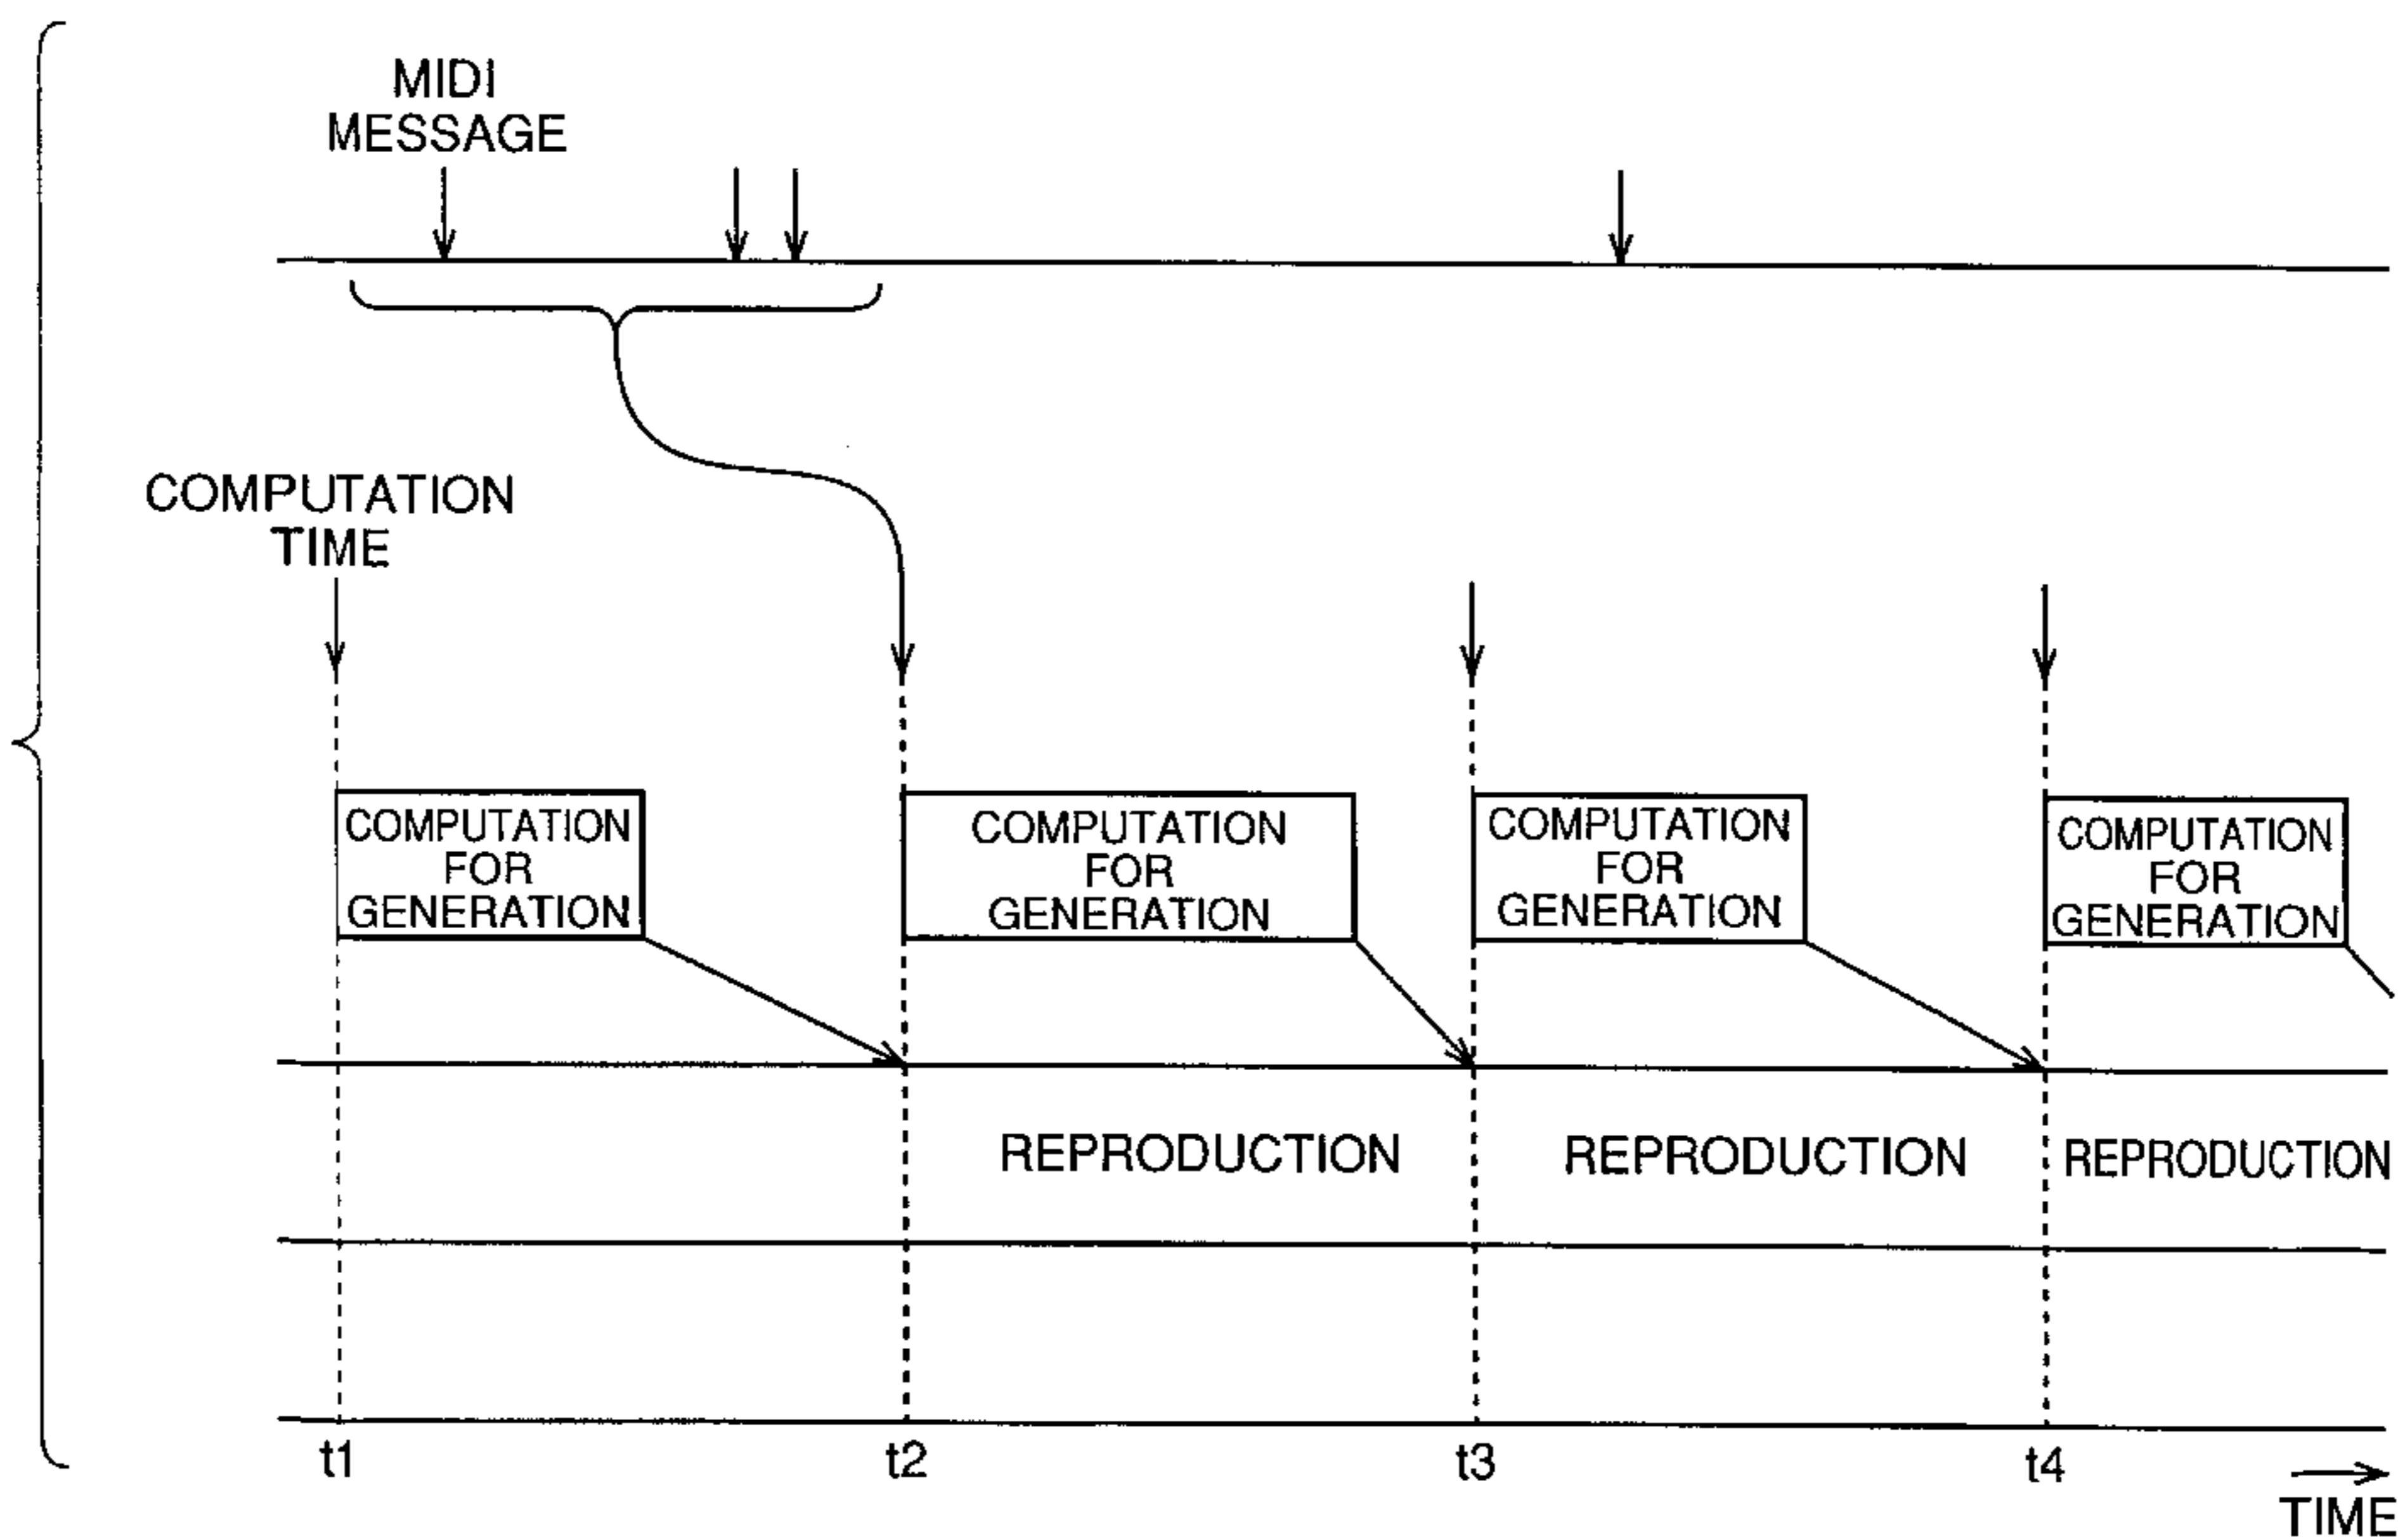 MIDI
MESSAGE
COMPUTATION
TIME
COMPUTATION
FOR
GENERATION
COMPUTATION
FOR
GENERATION
COMPUTATION
FOR
GENERATION
COMPUTATION
FOR
GENERATION
REPRODUCTION
REPRODUCTION
REPRODUCTION
t1
t2
t3
t4
TIME